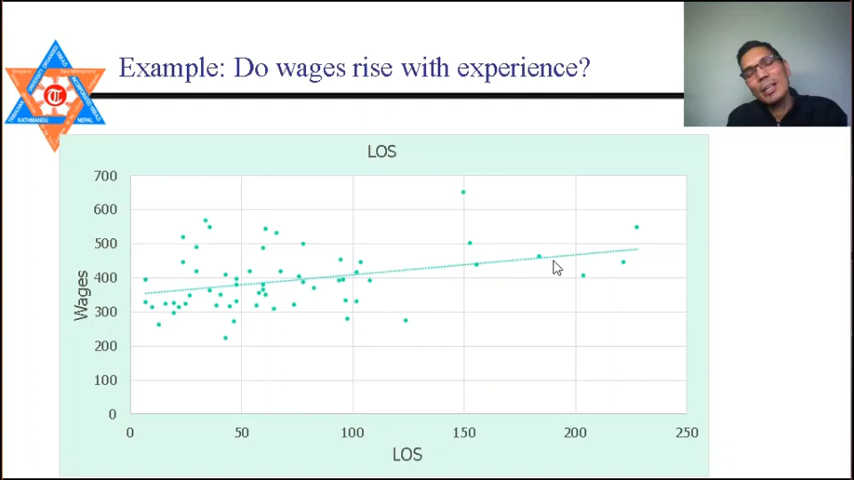 Example: Do wages rise with experience?
KATHMANDU
NEPAL
LOS
700
600
500
400
300
200
100
0
Wages
0 50 100 150 200 250
LOS